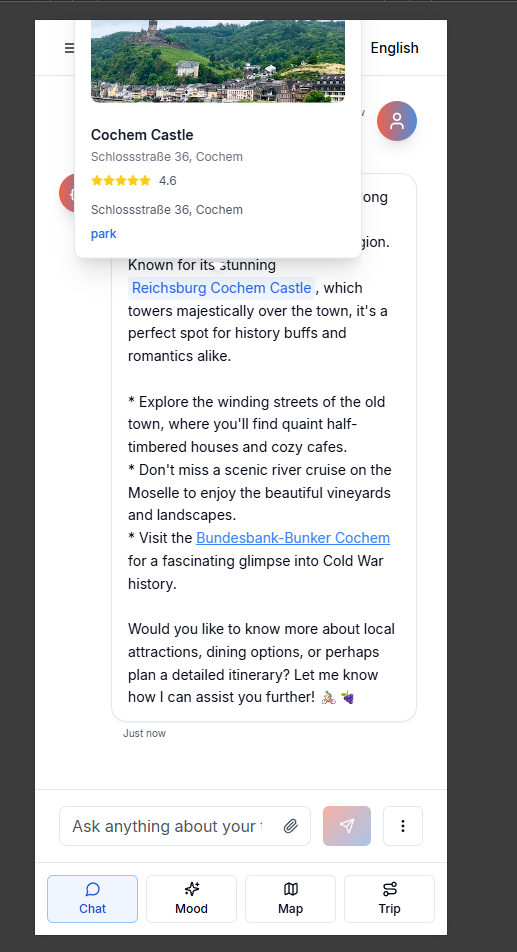 English
Cochem Castle
Schlossstraße 36, Cochem
4.6
Schlossstraße 36, Cochem
park
ong
gion.
Known for its stunning
Reichsburg Cochem Castle, which
towers majestically over the town, it's a
perfect spot for history buffs and
romantics alike.
* Explore the winding streets of the old
town, where you'll find quaint half-
timbered houses and cozy cafes.
* Don't miss a scenic river cruise on the
Moselle to enjoy the beautiful vineyards
and landscapes.
* Visit the Bundesbank-Bunker Cochem
for a fascinating glimpse into Cold War
history.
Would you like to know more about local
attractions, dining options, or perhaps
plan a detailed itinerary? Let me know
how I can assist you further! 🚴 🍇
Just now
Ask anything about your
Chat
Mood
Map
Trip